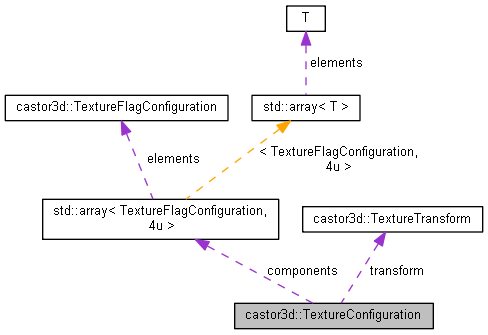 T
elements
castor3d::TextureFlagConfiguration
std::array< T >
elements
< TextureFlagConfiguration,
4u >
std::array< TextureFlagConfiguration,
4u >
castor3d::TextureTransform
components
transform
castor3d::TextureConfiguration